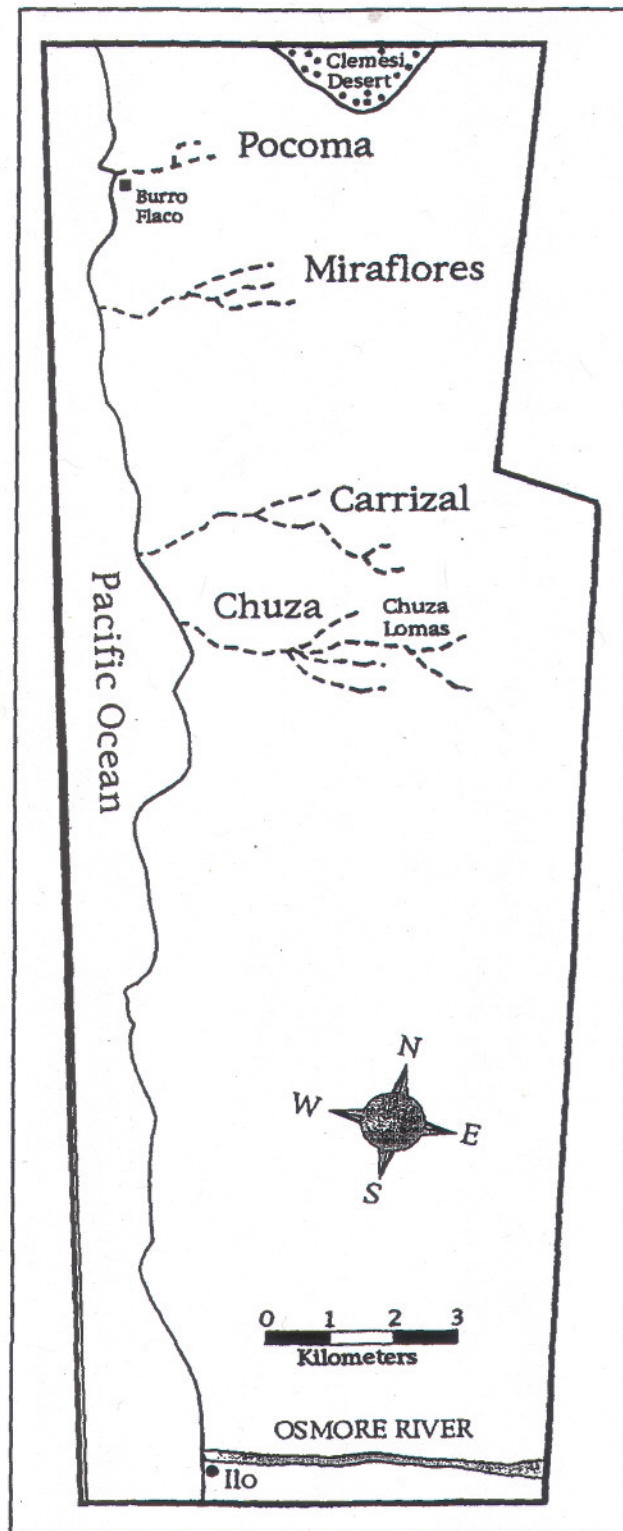 Clemesi
Desert
Pocoma
Burro
Flaco
Miraflores
Carrizal
Chuza
Chuza
Lomas
Pacific Ocean
N
W
E
S
0 1 2 3
Kilometers
OSMORE RIVER
Ilo